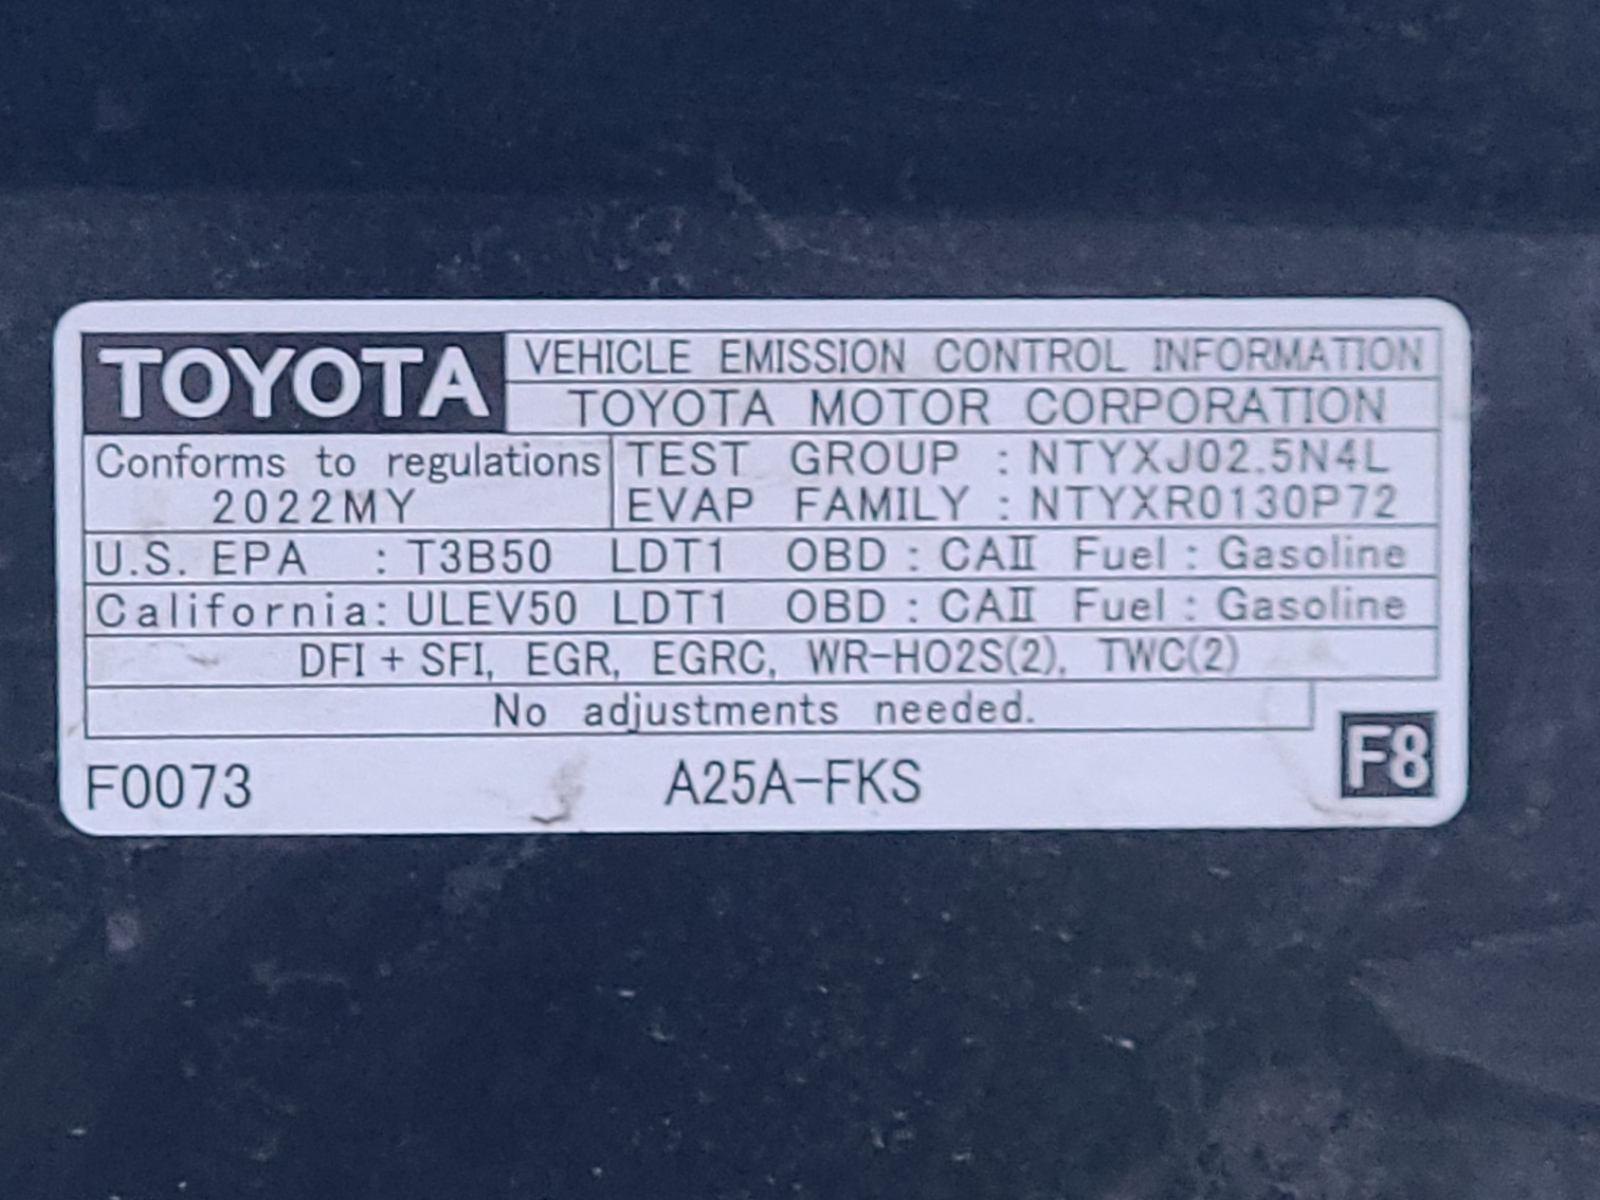 TOYOTA VEHICLE EMISSION CONTROL INFORMATION
TOYOTA MOTOR CORPORATION
Conforms to regulations
2022MY
TEST GROUP : NTYXJ02.5N4L
EVAP FAMILY : NTYXR0130P72
U.S. EPA : T3B50 LDT1 OBD : CAⅡ Fuel : Gasoline
California: ULEV50 LDT1 OBD : CAⅡ Fuel : Gasoline
DFI + SFI, EGR, EGRC, WR-HO2S(2), TWC(2)
No adjustments needed.
F8
F0073 A25A-FKS